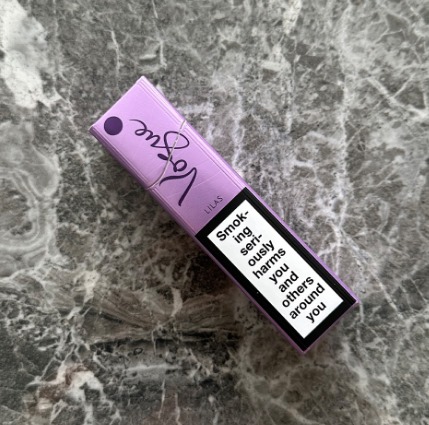 Vogue
LILAS
Smok-
ing
seri-
ously
harms
you
and
others
around
you